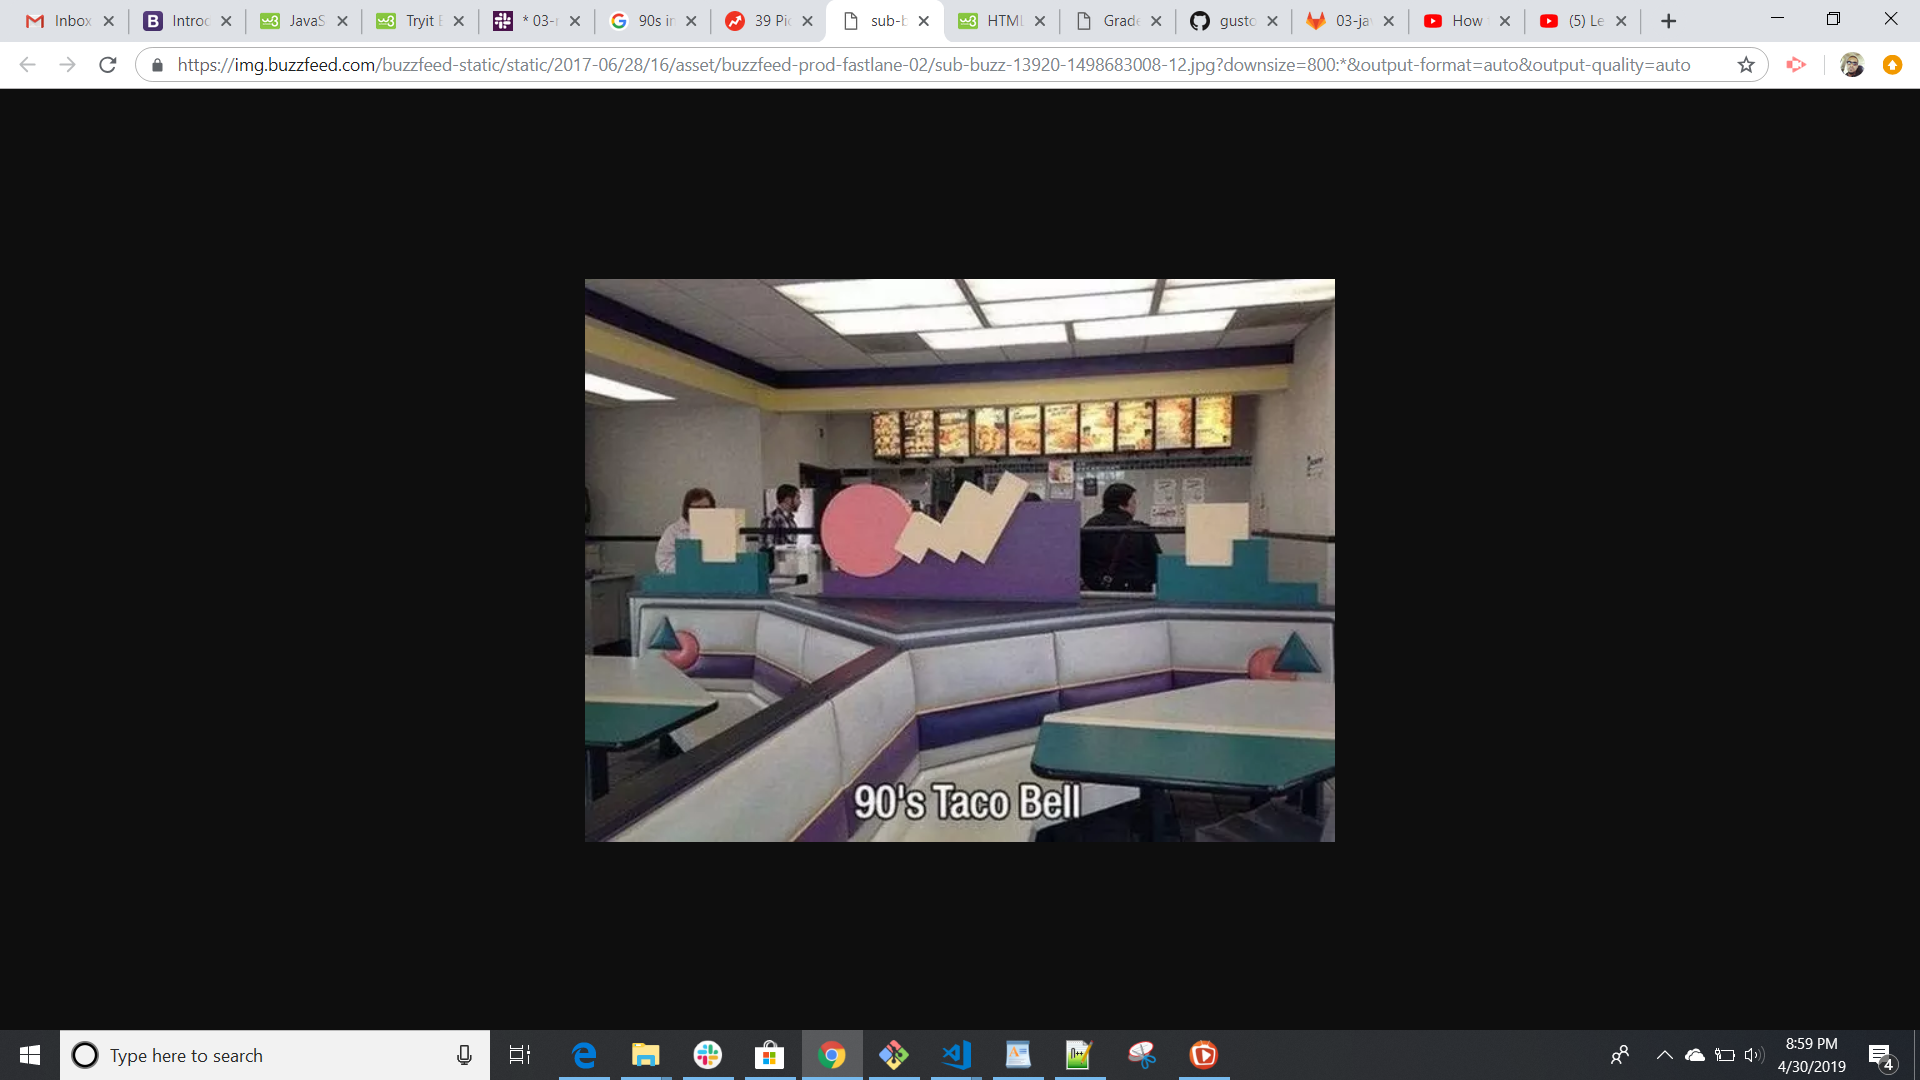 Inbox
Introc
JavaS
Tryit E
* 03-r
90s in
39 Pic
sub-b
HTML
Grade
gusto
03-jav
How
(5) Le
https://img.buzzfeed.com/buzzfeed-static/static/2017-06/28/16/asset/buzzfeed-prod-fastlane-02/sub-buzz-13920-1498683008-12.jpg?downsize=800:*&output-format=auto&output-quality=auto
90's Taco Bell
Type here to search
8:59 PM
4/30/2019
4